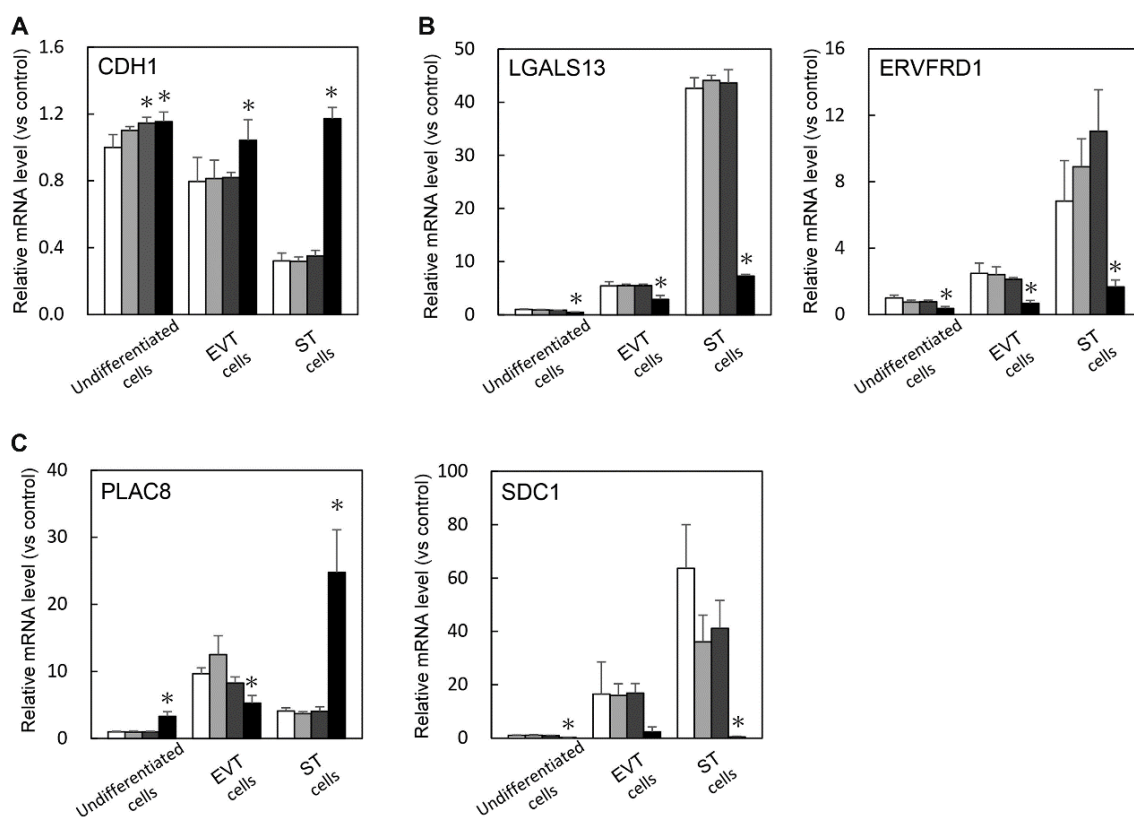 A
Relative mRNA level (vs control)
1.6
1.2
0.8
0.4
0.0
CDH1
* *
*
*
Undifferentiated
cells
EVT
cells
ST
cells
B
Relative mRNA level (vs control)
50
40
30
20
10
0
LGALS13
*
*
*
Undifferentiated
cells
EVT
cells
ST
cells
Relative mRNA level (vs control)
16
12
8
4
0
ERVFRD1
*
*
*
Undifferentiated
cells
EVT
cells
ST
cells
C
Relative mRNA level (vs control)
40
30
20
10
0
PLAC8
*
*
*
Undifferentiated
cells
EVT
cells
ST
cells
Relative mRNA level (vs control)
100
80
60
40
20
0
SDC1
*
*
Undifferentiated
cells
EVT
cells
ST
cells